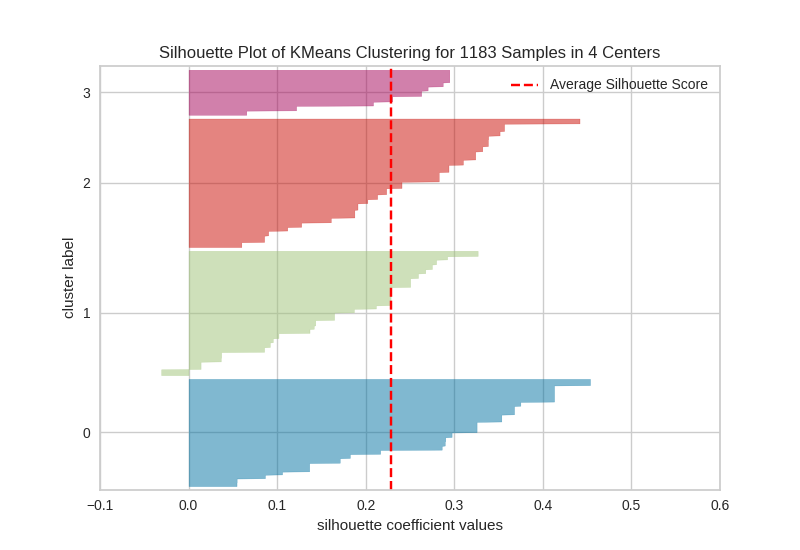 Silhouette Plot of KMeans Clustering for 1183 Samples in 4 Centers
Average Silhouette Score
3
2
1
0
cluster label
−0.1 0.0 0.1 0.2 0.3 0.4 0.5 0.6
silhouette coefficient values